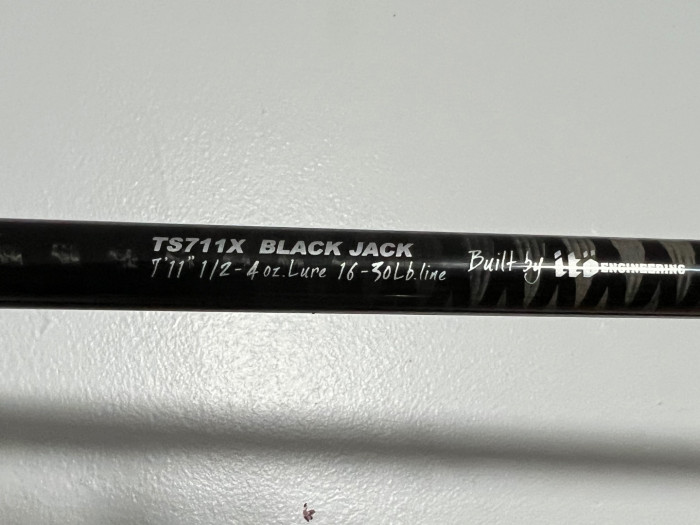 TS711X BLACK JACK
7'11" 1/2-4oz.Lure 16-30Lb.line
Built by ito ENGINEERING